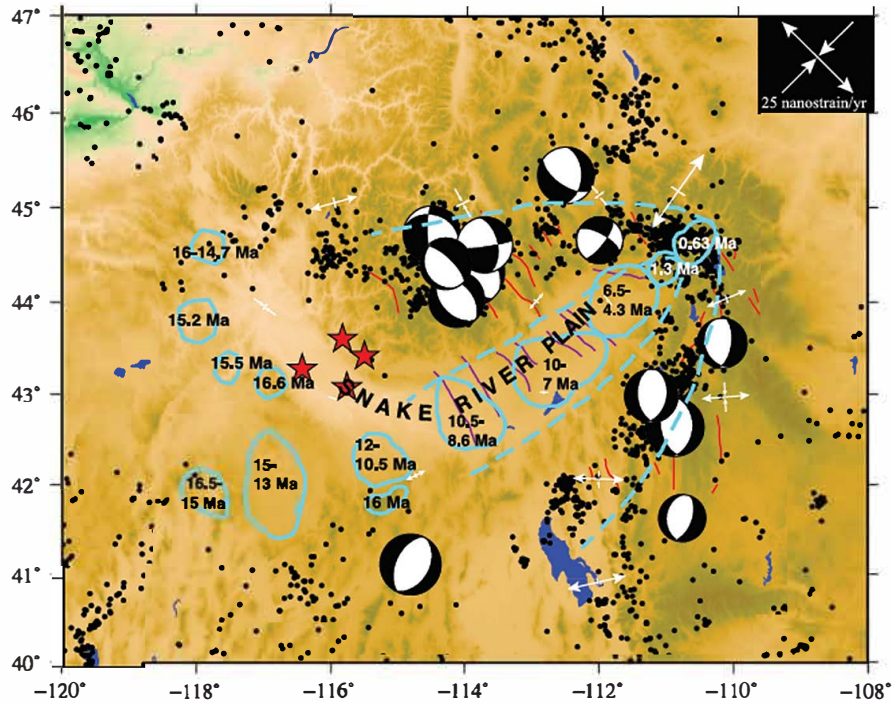 47°
46°
45°
44°
43°
42°
41°
40°
25 nanostrain/yr
0.63 Ma
16-14.7 Ma
1.3 Ma
6.5-
4.3 Ma
15.2 Ma
15.5 Ma
16.6 Ma
SNAKE RIVER PLAIN
10-
7 Ma
10.5-
8.6 Ma
12-
10.5 Ma
15-
13 Ma
16.5-
15 Ma
16 Ma
−120° −118° −116° −114° −112° −110° −108°